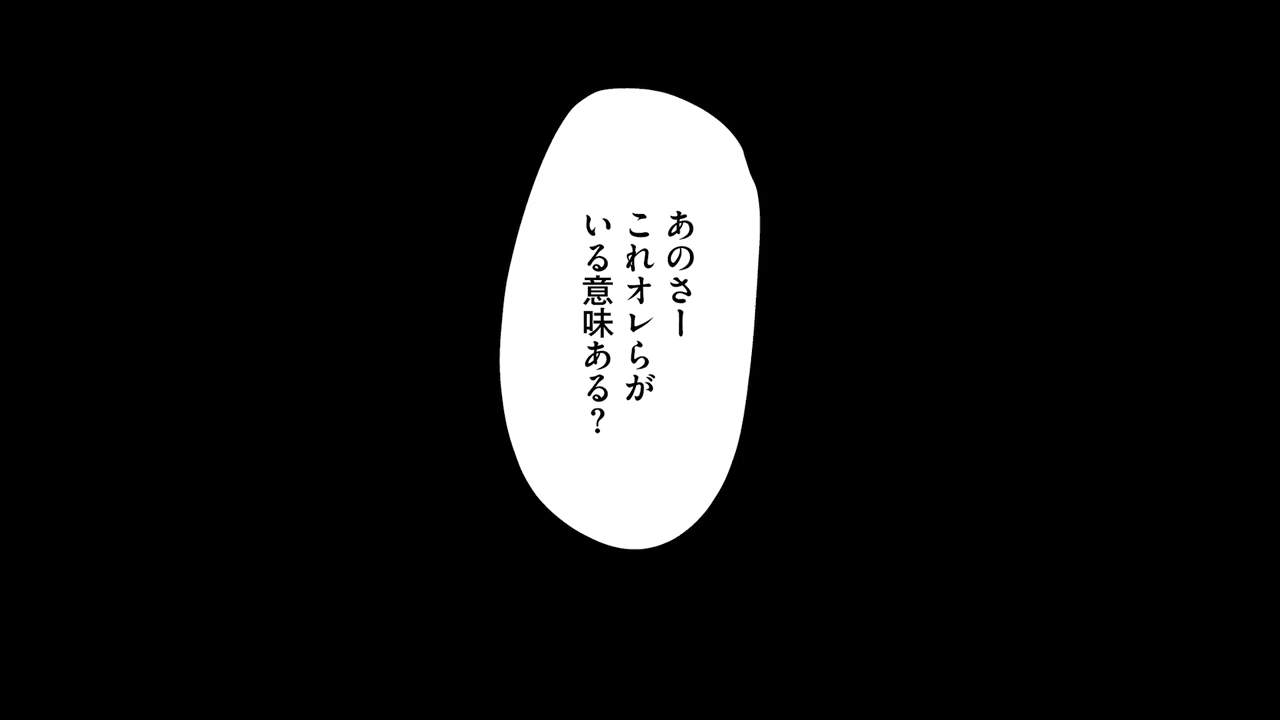 あのさー
これオレらが
いる意味ある？